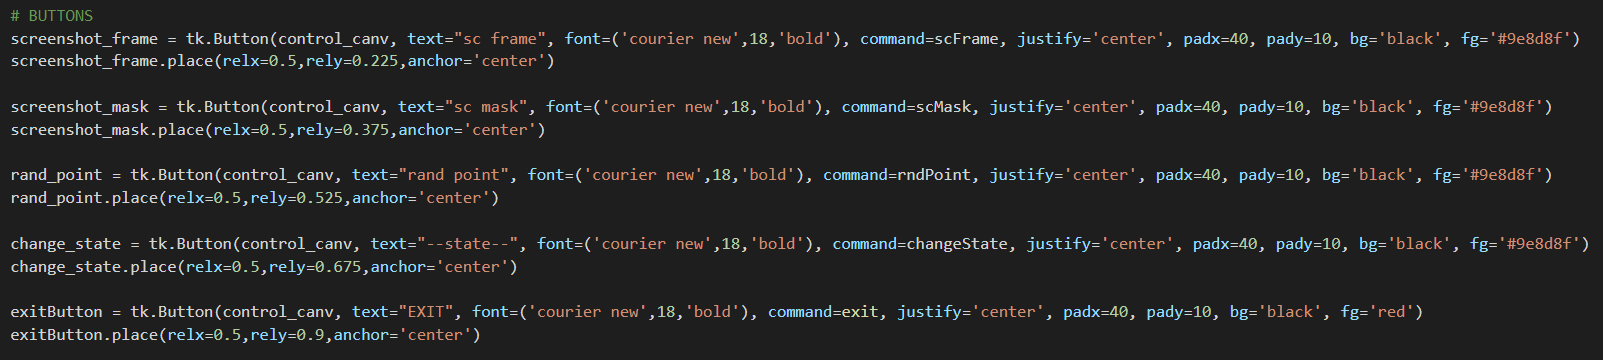 # BUTTONS
screenshot_frame = tk.Button(control_canv, text="sc frame", font=('courier new',18,'bold'), command=scFrame, justify='center', padx=40, pady=10, bg='black', fg='#9e8d8f')
screenshot_frame.place(relx=0.5,rely=0.225,anchor='center')

screenshot_mask = tk.Button(control_canv, text="sc mask", font=('courier new',18,'bold'), command=scMask, justify='center', padx=40, pady=10, bg='black', fg='#9e8d8f')
screenshot_mask.place(relx=0.5,rely=0.375,anchor='center')

rand_point = tk.Button(control_canv, text="rand point", font=('courier new',18,'bold'), command=rndPoint, justify='center', padx=40, pady=10, bg='black', fg='#9e8d8f')
rand_point.place(relx=0.5,rely=0.525,anchor='center')

change_state = tk.Button(control_canv, text="--state--", font=('courier new',18,'bold'), command=changeState, justify='center', padx=40, pady=10, bg='black', fg='#9e8d8f')
change_state.place(relx=0.5,rely=0.675,anchor='center')

exitButton = tk.Button(control_canv, text="EXIT", font=('courier new',18,'bold'), command=exit, justify='center', padx=40, pady=10, bg='black', fg='red')
exitButton.place(relx=0.5,rely=0.9,anchor='center')